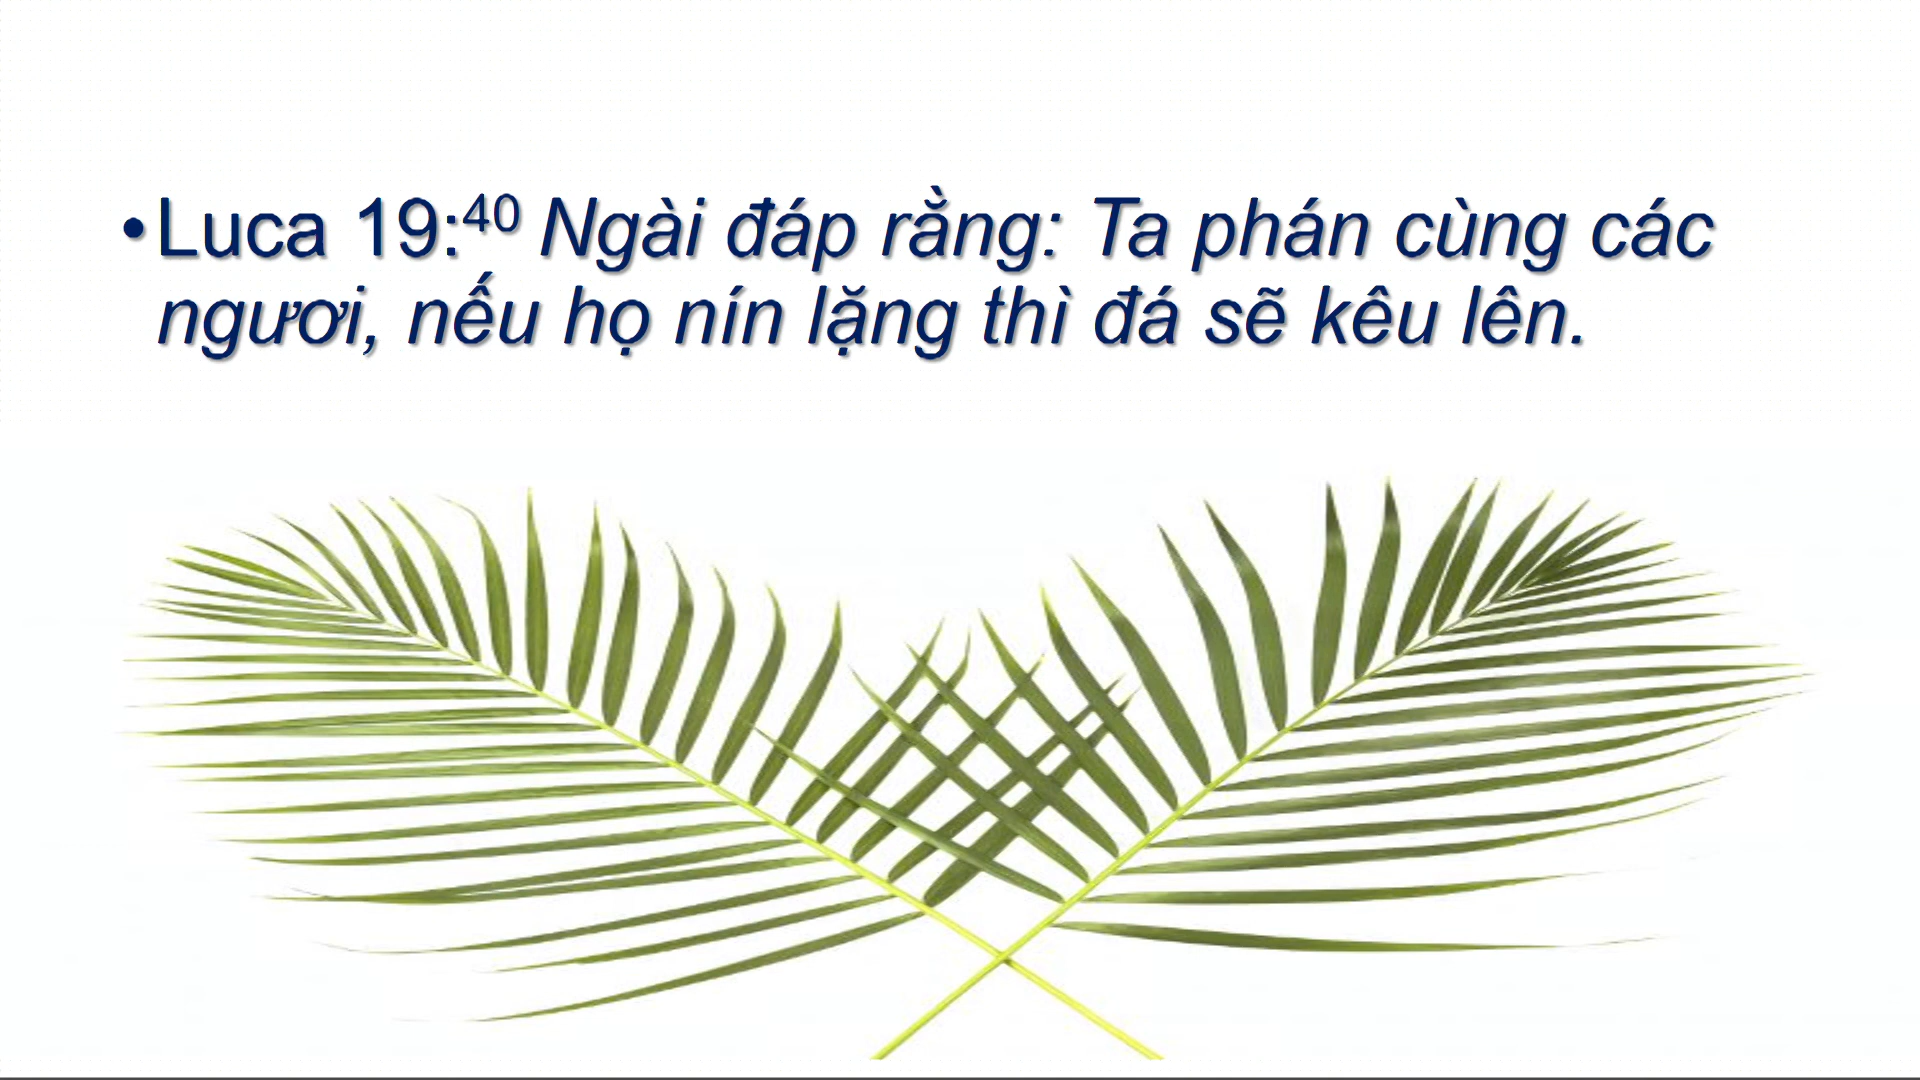 •Luca 19:40 Ngài đáp rằng: Ta phán cùng các
ngươi, nếu họ nín lặng thì đá sẽ kêu lên.